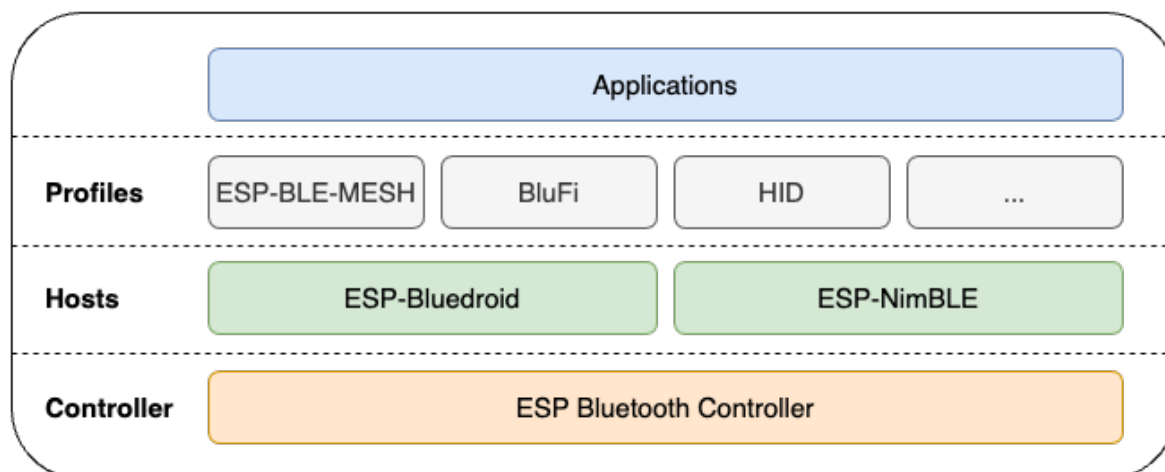 Applications
Profiles ESP-BLE-MESH BluFi HID ...
Hosts ESP-Bluedroid ESP-NimBLE
Controller ESP Bluetooth Controller